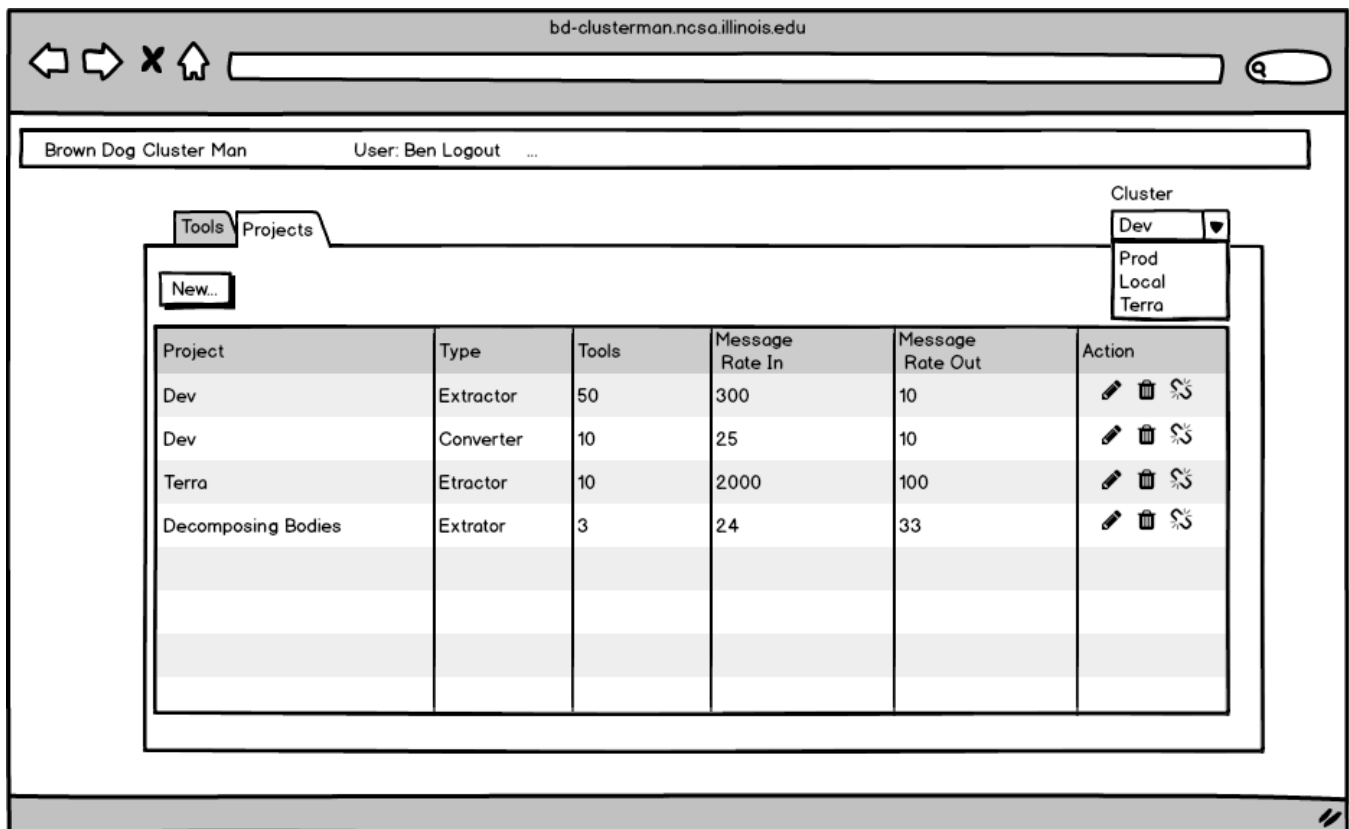 bd-clusterman.ncsa.illinois.edu
Brown Dog Cluster Man User: Ben Logout ...
Cluster
Dev
Prod
Local
Terra
Tools Projects
New...
Project Type Tools Message Rate In Message Rate Out Action
Dev Extractor 50 300 10
Dev Converter 10 25 10
Terra Etractor 10 2000 100
Decomposing Bodies Extrator 3 24 33